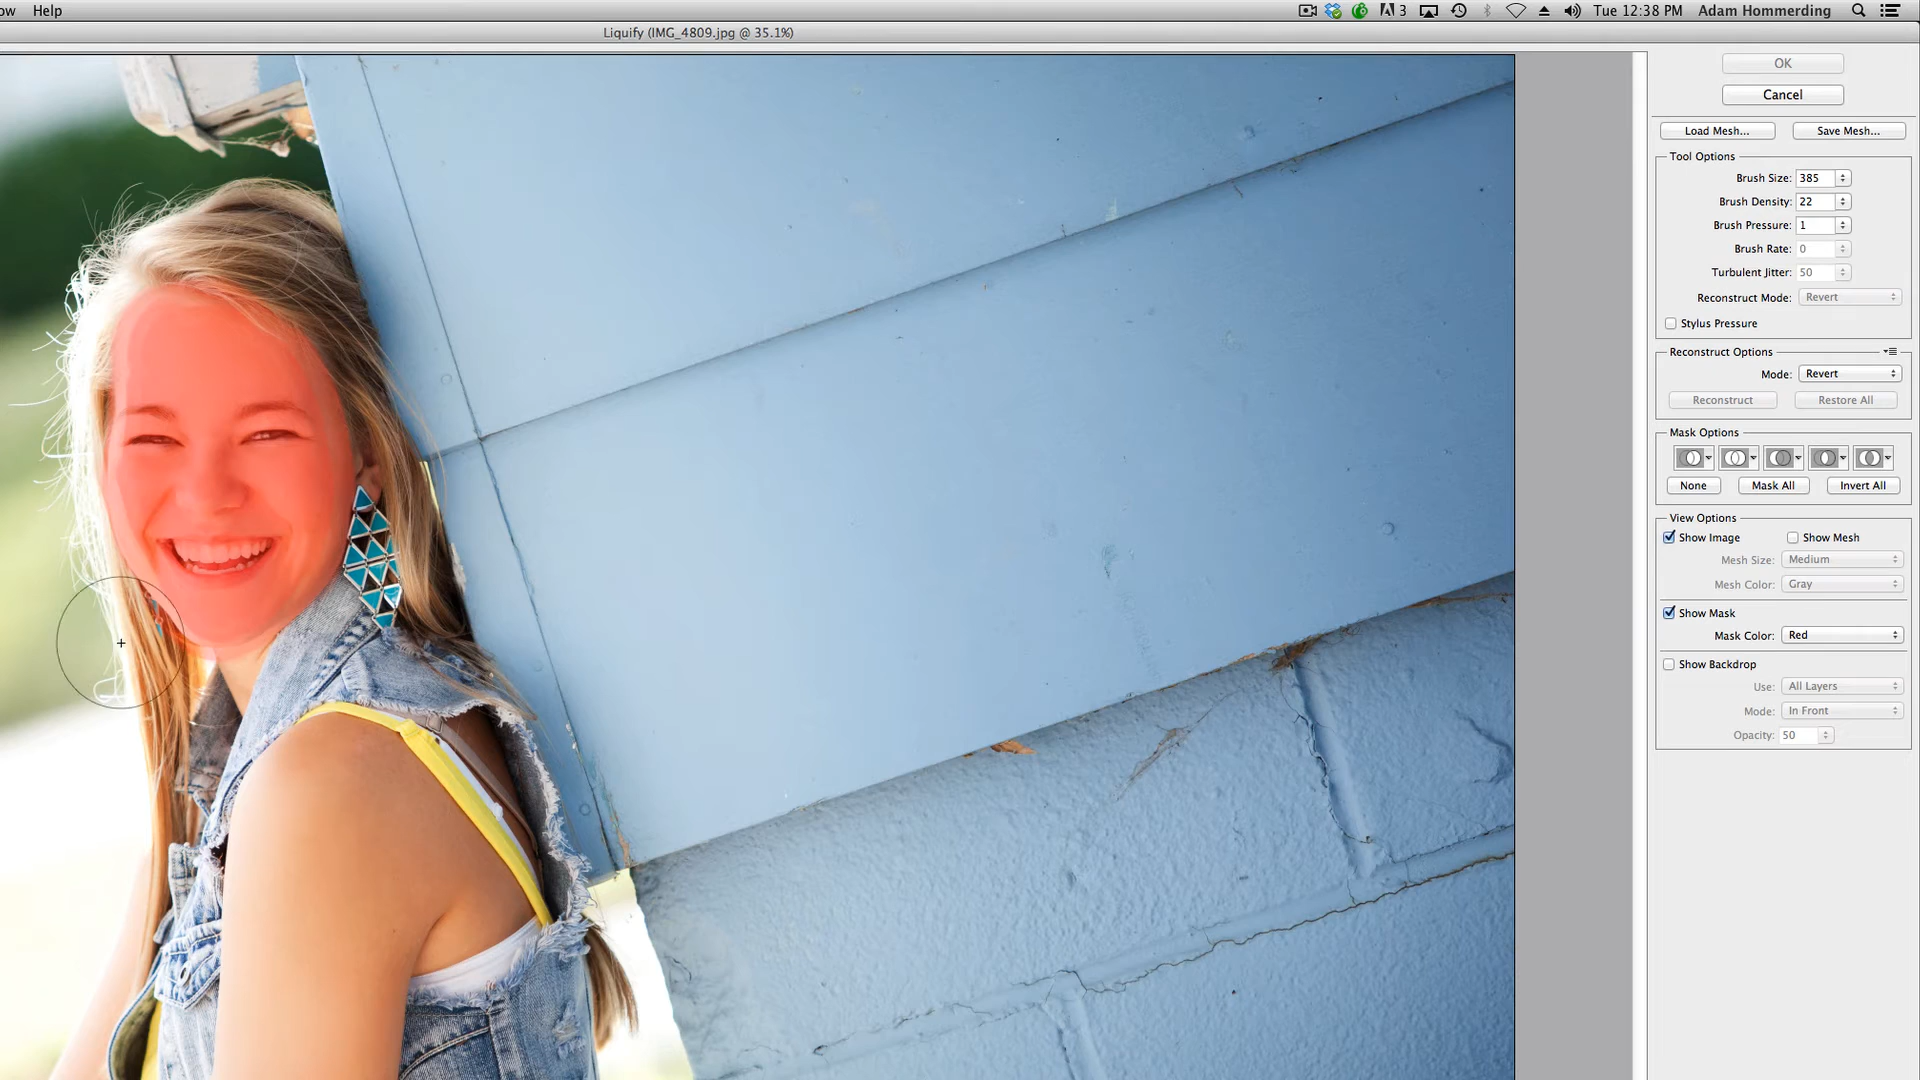 ow Help
3 Tue 12:38 PM Adam Hommerding
Liquify (IMG_4809.jpg @ 35.1%)
OK
Cancel
Load Mesh... Save Mesh...
Tool Options
Brush Size: 385
Brush Density: 22
Brush Pressure: 1
Brush Rate: 0
Turbulent Jitter: 50
Reconstruct Mode: Revert
Stylus Pressure
Reconstruct Options
Mode: Revert
Reconstruct Restore All
Mask Options
None Mask All Invert All
View Options
Show Image Show Mesh
Mesh Size: Medium
Mesh Color: Gray
Show Mask
Mask Color: Red
Show Backdrop
Use: All Layers
Mode: In Front
Opacity: 50